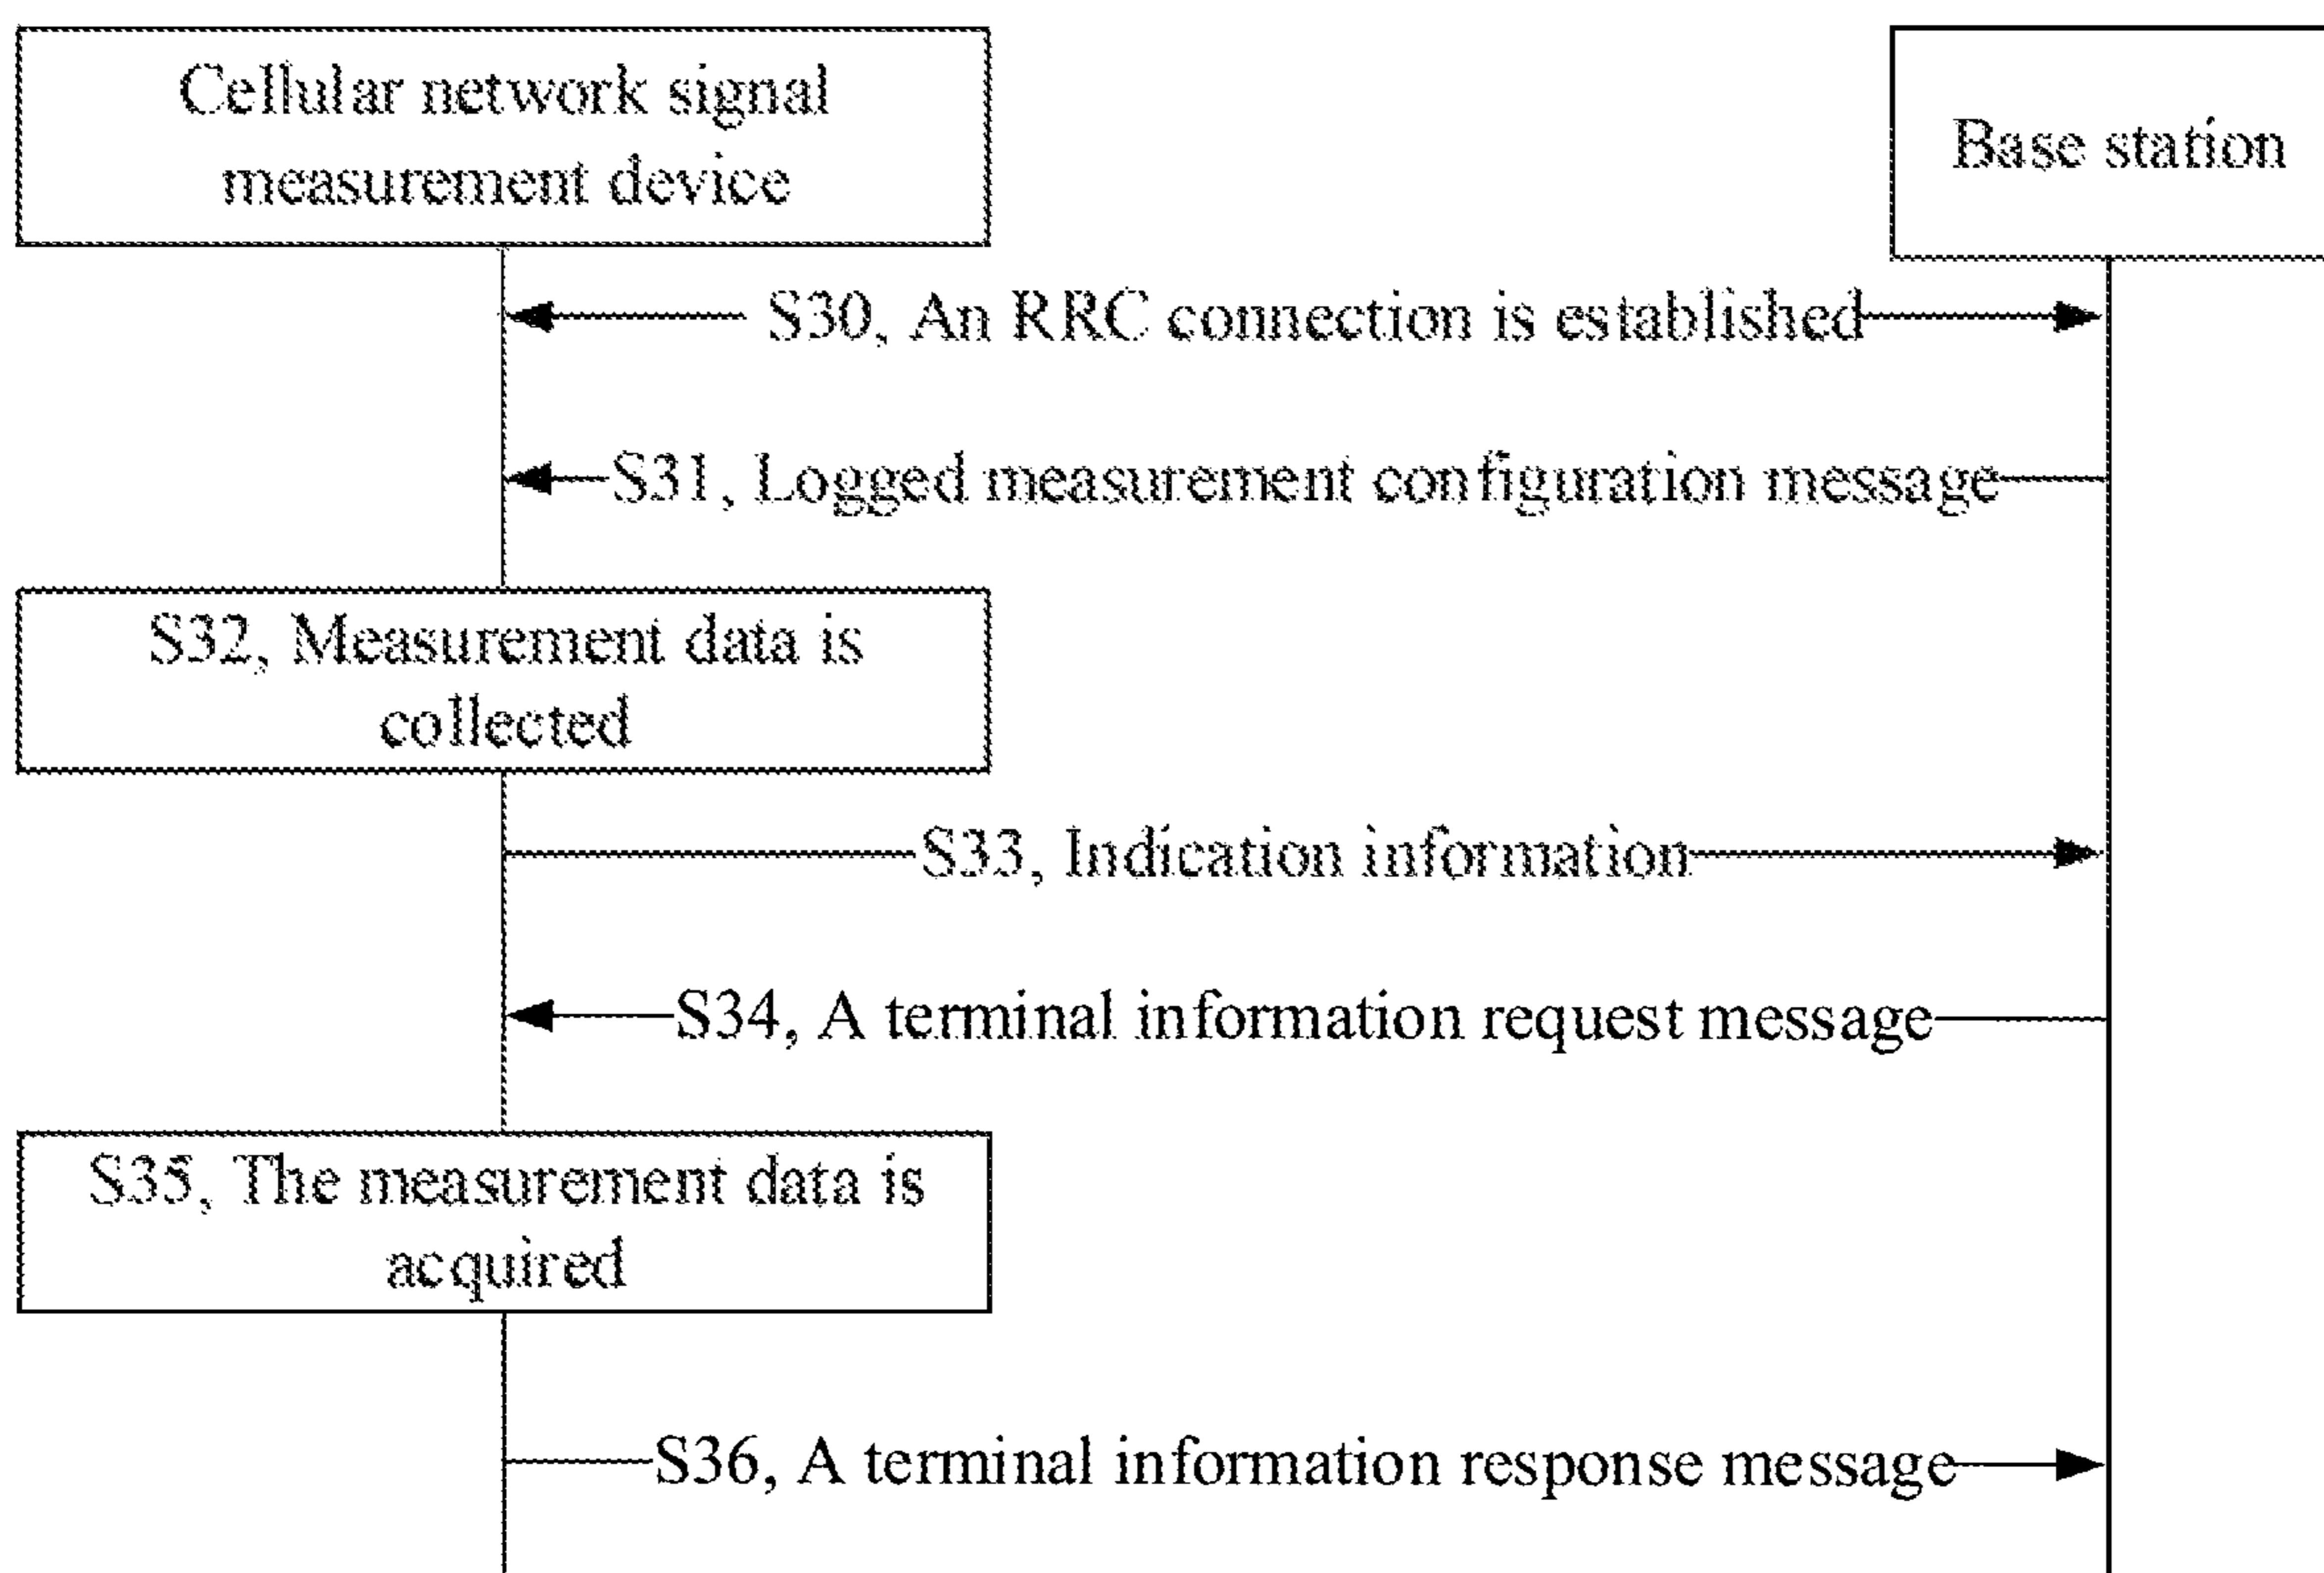 Cellular network signal
measurement device
Base station
S30, An RRC connection is established
S31, Logged measurement configuration message
S32, Measurement data is
collected
S33, Indication information
S34, A terminal information request message
S35, The measurement data is
acquired
S36, A terminal information response message